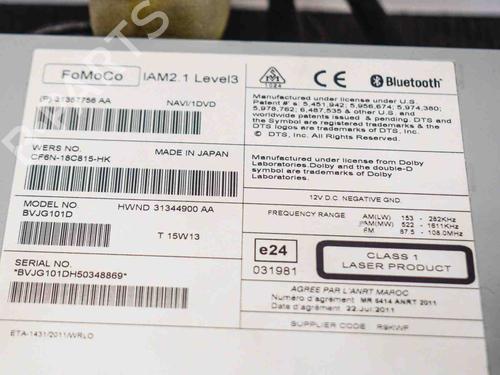 FoMoCo IAM2.1 Level3
(P) 31357756 AA NAVI/1DVD
WERS NO. MADE IN JAPAN
CF6N-18C815-HK
MODEL NO HWND 31344900 AA
BVJG101D
T 15W13
SERIAL NO.
*BVJG101DH50348869*
ETA-1431/2011/WRLO
1024
CE Bluetooth
Manufactured under license under U.S.
Patent #'s 5,451,942; 5,956,674; 5,974,380;
5,978,762; 6,487,535 & other U.S. and
worldwide patents issued & pending. DTS and
the Symbol are registered trademarks & the
DTS logos are trademarks of DTS, Inc.
© DTS, Inc. All Rights Reserved.
Manufactured under license from Dolby
Laboratories. Dolby and the double-D
symbol are trademarks of Dolby
Laboratories.
12V D.C. NEGATIVE GND.
FREQUENCY RANGE AM(LW) 153 - 282KHz
AM(MW) 522 - 1611KHz
FM 87.5 - 108.0MHz
e24
031981
CLASS 1
LASER PRODUCT
AGREE PAR L'ANRT MAROC
Numéro d'agrément MR 6414 ANRT 2011
Date d'agrément 22.Jul.2011
SUPPLIER CODE R9KWF